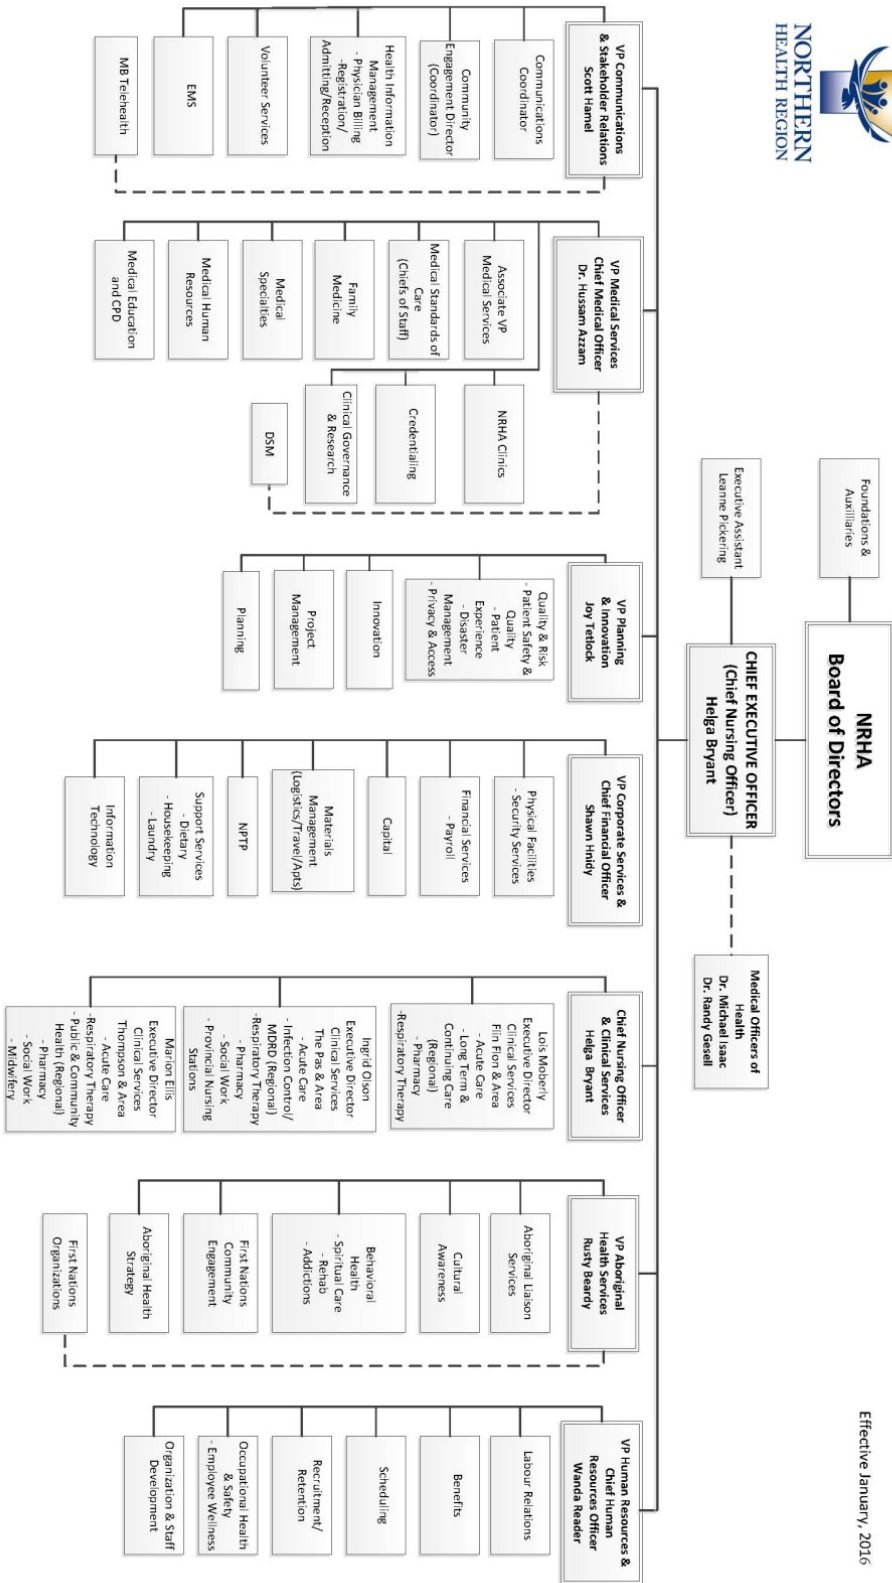 NORTHERN
HEALTH REGION
Effective January, 2016
Foundations &
Auxiliaries
NRHA
Board of Directors
Executive Assistant
Leanne Pickering
CHIEF EXECUTIVE OFFICER
(Chief Nursing Officer)
Helga Bryant
Medical Officers of
Health
Dr. Michael Isaac
Dr. Randy Gesell
VP Communications
& Stakeholder Relations
Scott Hamel
Communications
Coordinator
Community
Engagement Director
(Coordinator)
Health Information
Management
- Physician Billing
-Registration/
Admitting/Reception
Volunteer Services
EMS
MB Telehealth
VP Medical Services
Chief Medical Officer
Dr. Hussam Azzam
Associate VP
Medical Services
Medical Standards of
Care
(Chiefs of Staff)
Family
Medicine
Medical
Specialties
Medical Human
Resources
Medical Education
and CPD
NRHA Clinics
Credentialing
Clinical Governance
& Research
DSM
VP Planning
& Innovation
Joy Tetlock
Quality & Risk
- Patient Safety &
Quality
- Patient
Experience
- Disaster
Management
- Privacy & Access
Innovation
Project
Management
Planning
VP Corporate Services &
Chief Financial Officer
Shawn Hnidy
Physical Facilities
- Security Services
Financial Services
- Payroll
Capital
Materials
Management
(Logistics/Travel/Apts)
NPTP
Support Services
- Dietary
- Housekeeping
- Laundry
Information
Technology
Chief Nursing Officer
& Clinical Services
Helga Bryant
Lois Moberly
Executive Director
Clinical Services
Flin Flon & Area
- Acute Care
- Long Term &
Continuing Care
(Regional)
- Pharmacy
-Respiratory Therapy
Ingrid Olson
Executive Director
Clinical Services
The Pas & Area
- Acute Care
- Infection Control/
MDRD (Regional)
-Respiratory Therapy
- Pharmacy
- Social Work
- Provincial Nursing
Stations
Marion Ellis
Executive Director
Clinical Services
Thompson & Area
- Acute Care
-Respiratory Therapy
- Public & Community
Health (Regional)
- Pharmacy
- Social Work
- Midwifery
VP Aboriginal
Health Services
Rusty Beardy
Aboriginal Liaison
Services
Cultural
Awareness
Behavioral
Health
- Spiritual Care
- Rehab
- Addictions
First Nations
Community
Engagement
Aboriginal Health
Strategy
First Nations
Organizations
VP Human Resources &
Chief Human
Resources Officer
Wanda Reader
Labour Relations
Benefits
Scheduling
Recruitment/
Retention
Occupational Health
& Safety
- Employee Wellness
Organization & Staff
Development